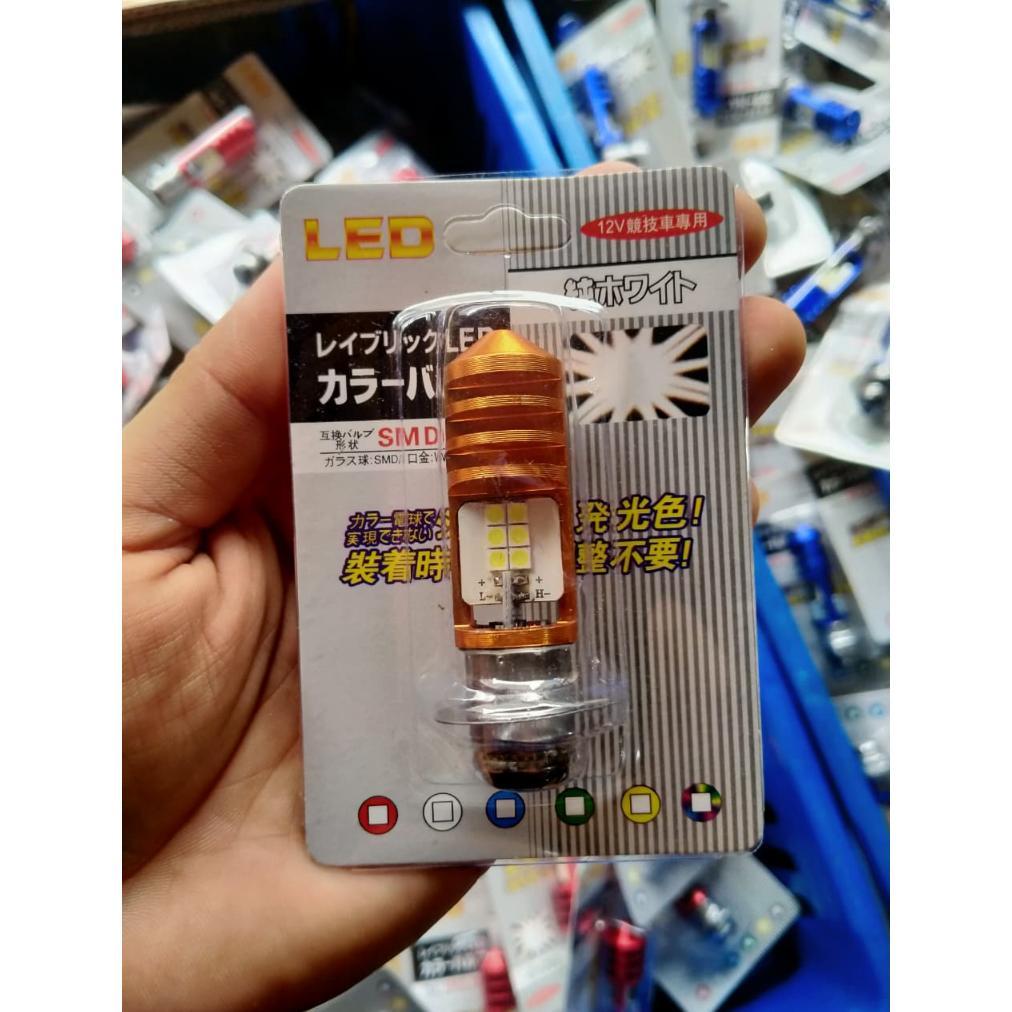 LED
12V競技車專用
純ホワイト
レイブリックLED
カラーバ
互換バルブ
形状
SMD
ガラス球:SMD/口金:W
カラー電球で
実現できない
発光色!
装着時
整不要!
+ +
L- H-